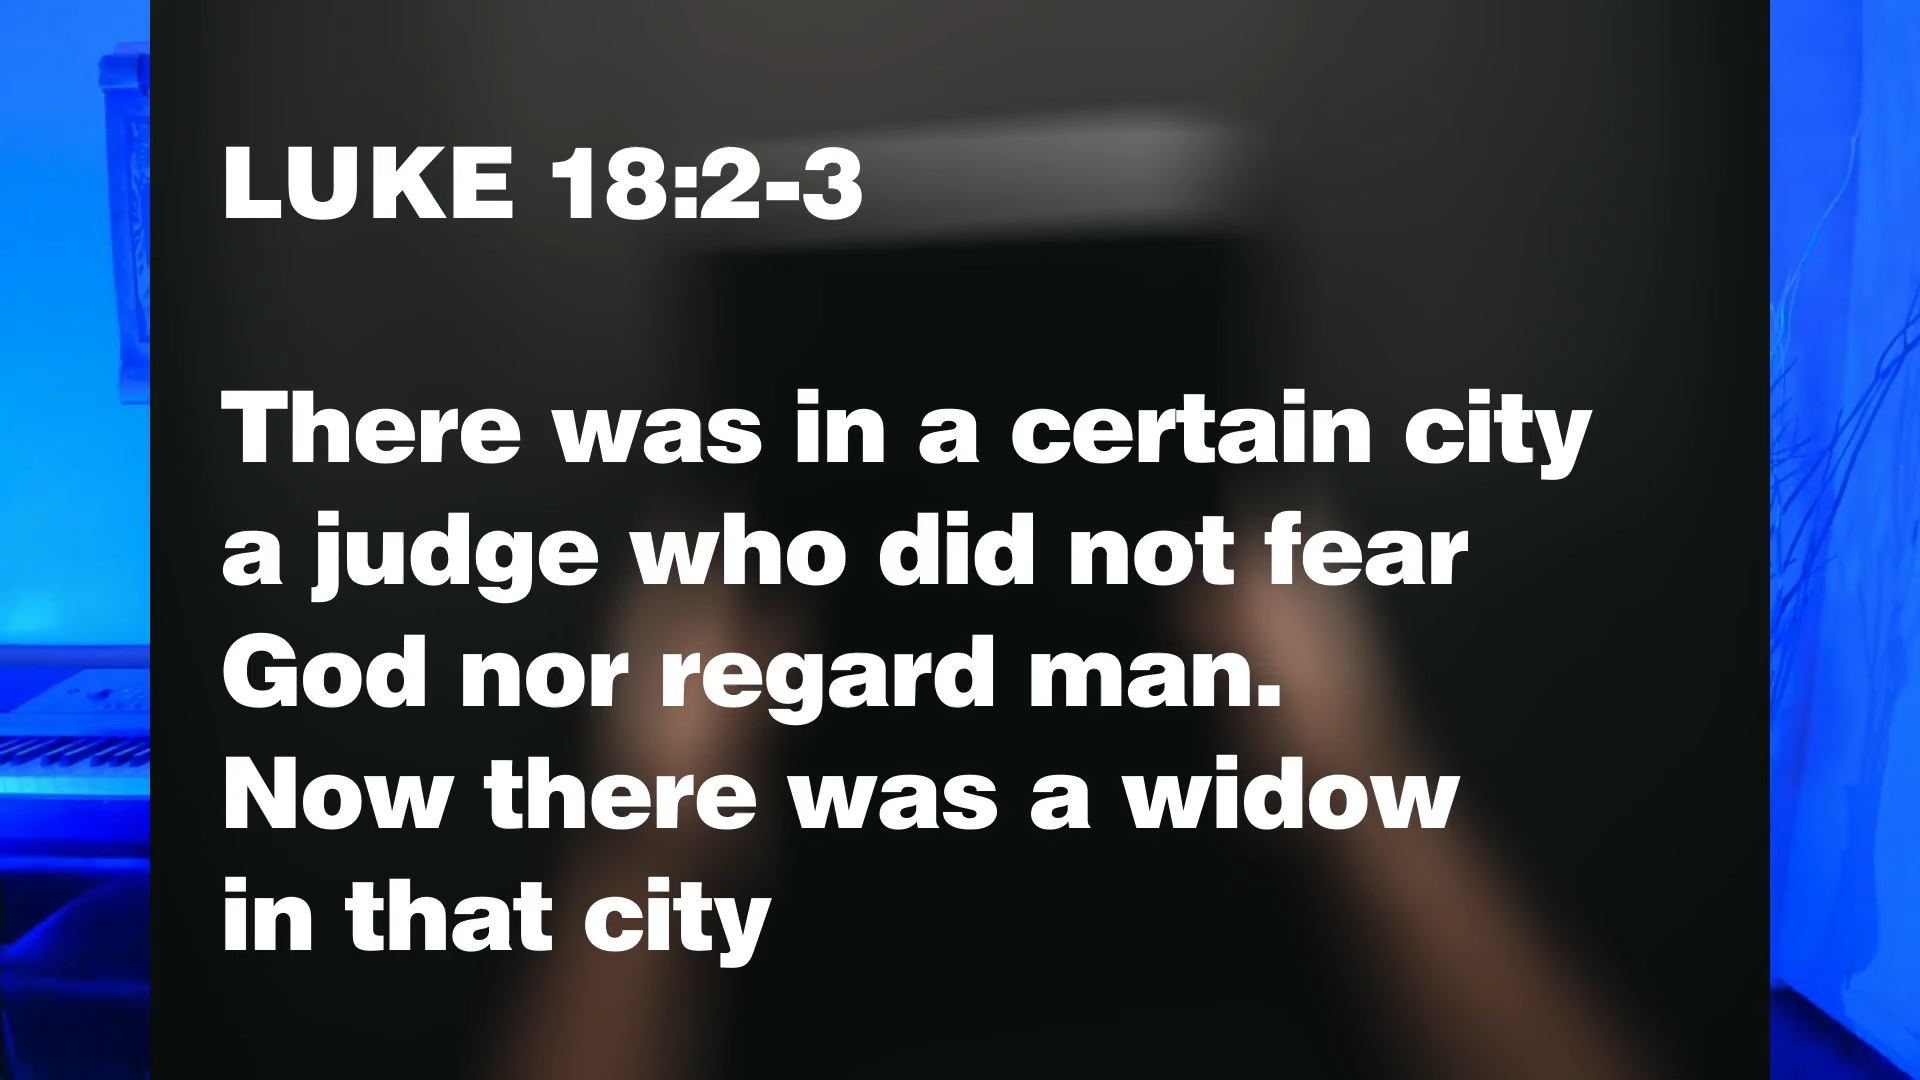 LUKE 18:2-3
There was in a certain city
a judge who did not fear
God nor regard man.
Now there was a widow
in that city